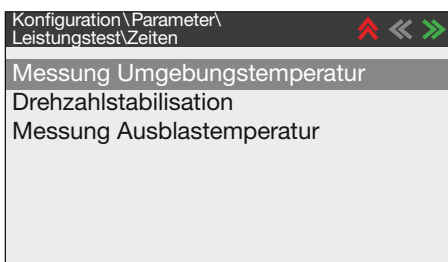 Konfiguration\Parameter\
Leistungstest\Zeiten
Messung Umgebungstemperatur
Drehzahlstabilisation
Messung Ausblastemperatur